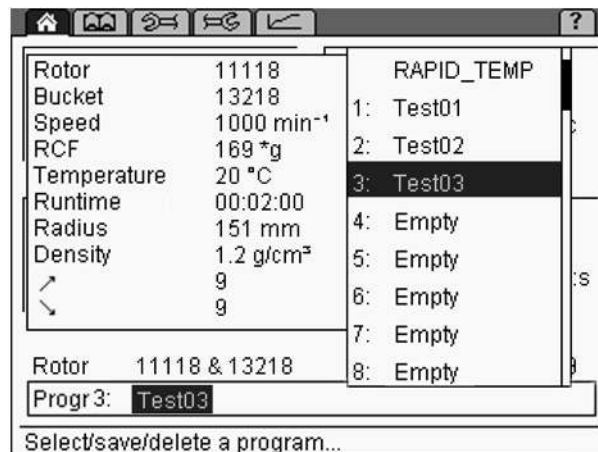 ?
Rotor 11118
Bucket 13218
Speed 1000 min⁻¹
RCF 169 *g
Temperature 20 °C
Runtime 00:02:00
Radius 151 mm
Density 1.2 g/cm³
↗ 9
↘ 9
RAPID_TEMP
1: Test01
2: Test02
3: Test03
4: Empty
5: Empty
6: Empty
7: Empty
8: Empty
Rotor 11118 & 13218
Progr 3: Test03
Select/save/delete a program...